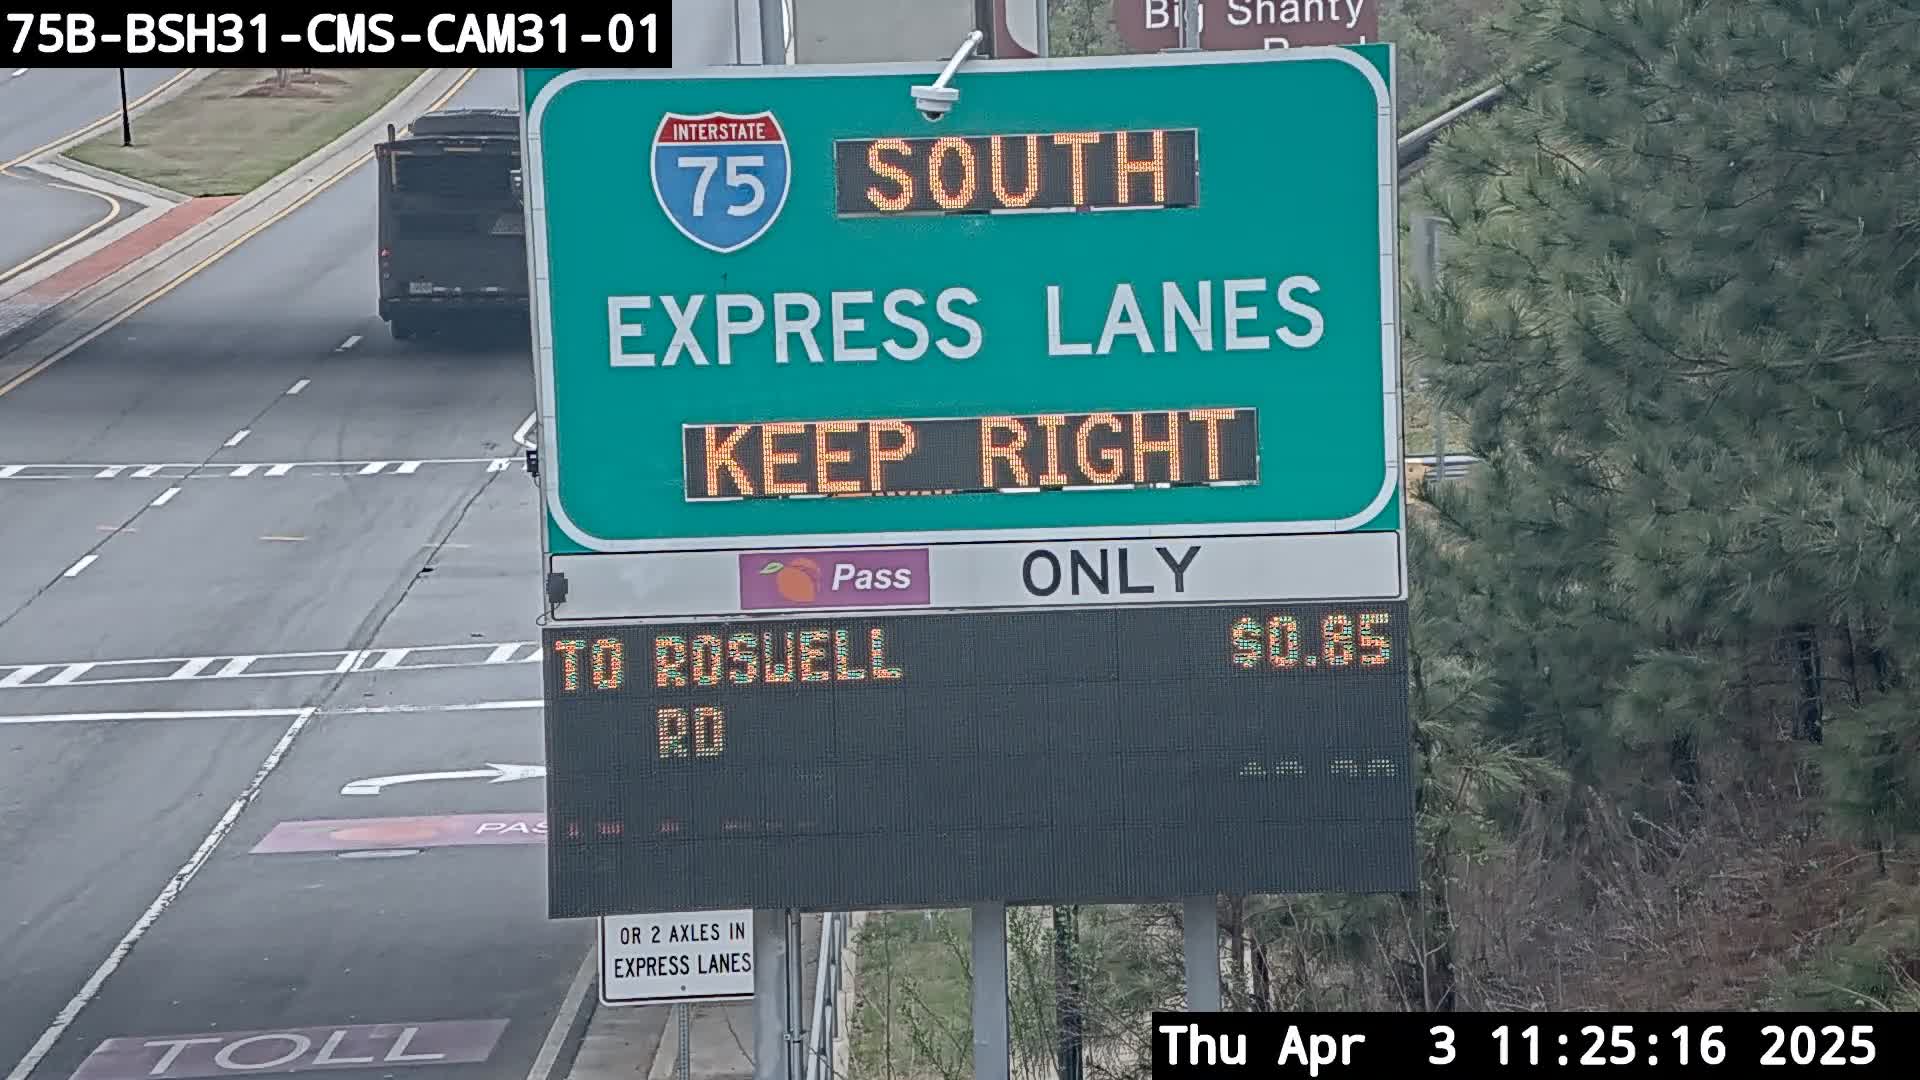 75B-BSH31-CMS-CAM31-01
Big Shanty
INTERSTATE
75
SOUTH
EXPRESS LANES
KEEP RIGHT
Pass ONLY
TO ROSWELL $0.85
RD
OR 2 AXLES IN
EXPRESS LANES
PAS
TOLL
Thu Apr 3 11:25:16 2025